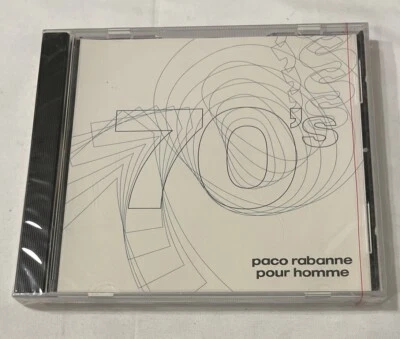 70's
paco rabanne
pour homme